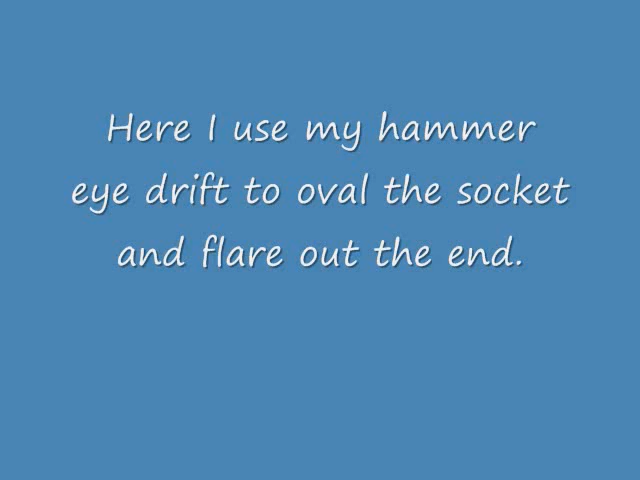 Here I use my hammer
eye drift to oval the socket
and flare out the end.